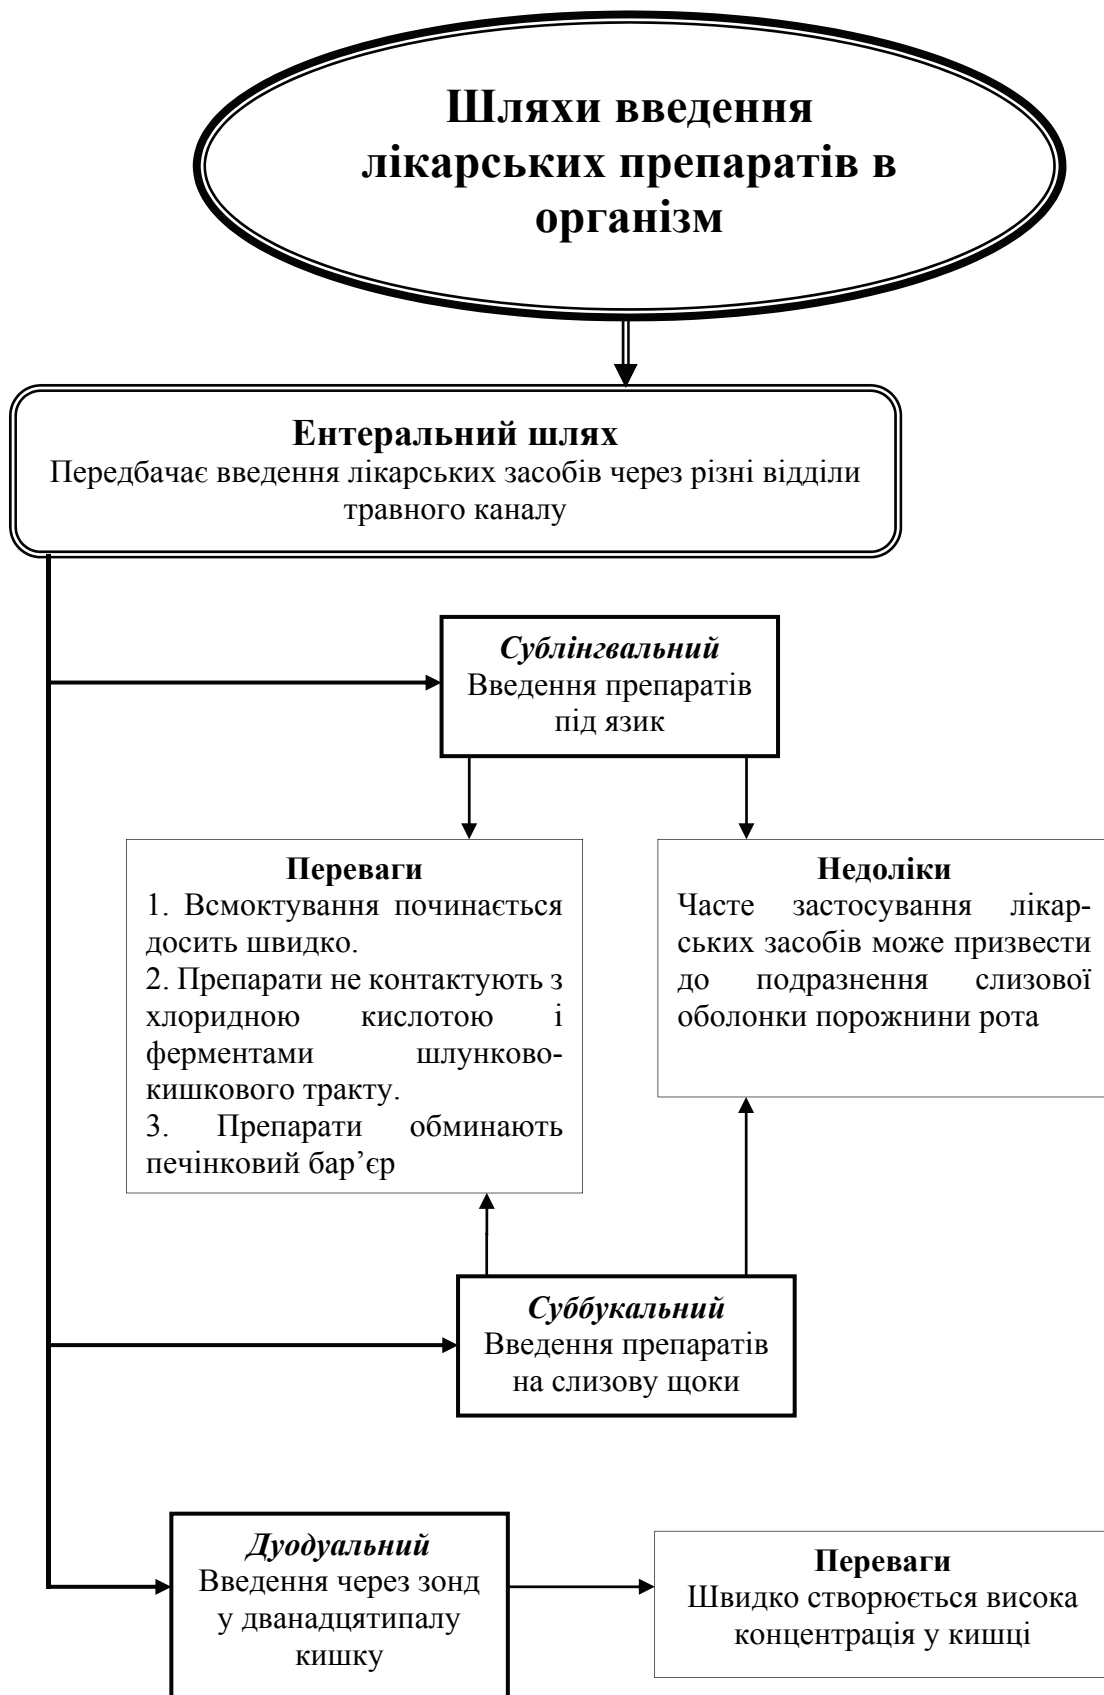 Шляхи введення
лікарських препаратів в
організм
Ентеральний шлях
Передбачає введення лікарських засобів через різні відділи
травного каналу
Сублінгвальний
Введення препаратів
під язик
Переваги
1. Всмоктування починається
досить швидко.
2. Препарати не контактують з
хлоридною кислотою і
ферментами шлунково-
кишкового тракту.
3. Препарати обминають
печінковий бар’єр
Недоліки
Часте застосування лікар-
ських засобів може призвести
до подразнення слизової
оболонки порожнини рота
Суббукальний
Введення препаратів
на слизову щоки
Дуодуальний
Введення через зонд
у дванадцятипалу
кишку
Переваги
Швидко створюється висока
концентрація у кишці